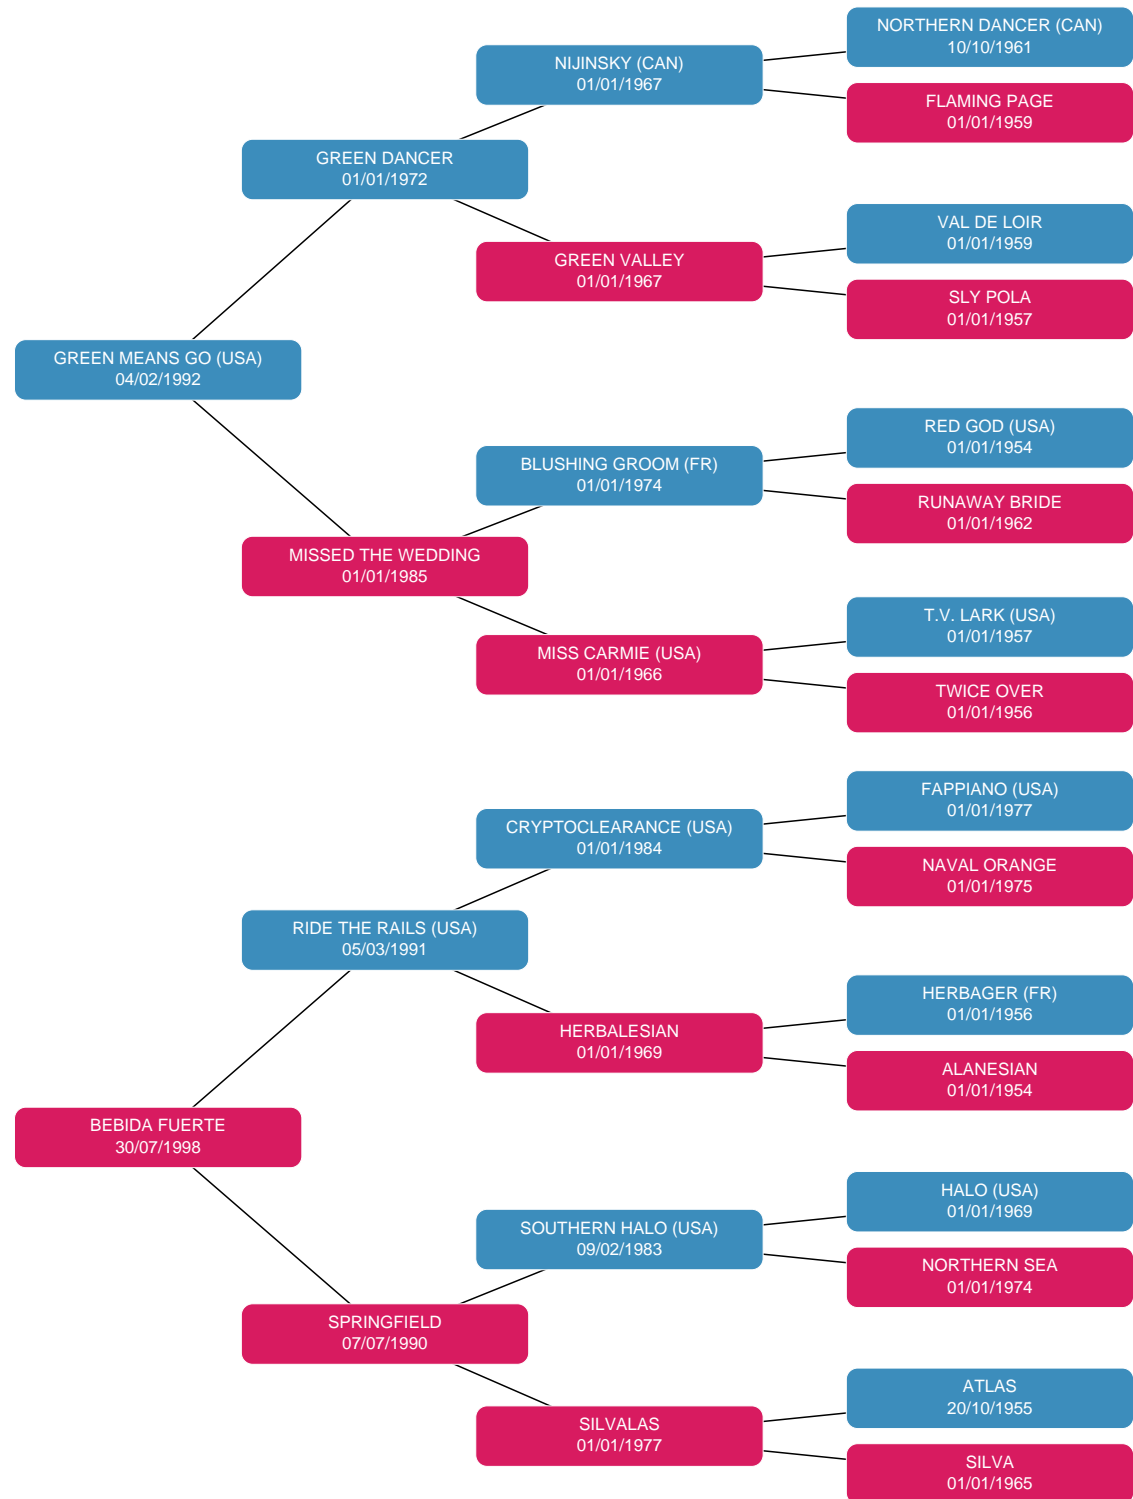 NORTHERN DANCER (CAN)
10/10/1961
NIJINSKY (CAN)
01/01/1967
FLAMING PAGE
01/01/1959
GREEN DANCER
01/01/1972
VAL DE LOIR
01/01/1959
GREEN VALLEY
01/01/1967
SLY POLA
01/01/1957
GREEN MEANS GO (USA)
04/02/1992
RED GOD (USA)
01/01/1954
BLUSHING GROOM (FR)
01/01/1974
RUNAWAY BRIDE
01/01/1962
MISSED THE WEDDING
01/01/1985
T.V. LARK (USA)
01/01/1957
MISS CARMIE (USA)
01/01/1966
TWICE OVER
01/01/1956
FAPPIANO (USA)
01/01/1977
CRYPTOCLEARANCE (USA)
01/01/1984
NAVAL ORANGE
01/01/1975
RIDE THE RAILS (USA)
05/03/1991
HERBAGER (FR)
01/01/1956
HERBALESIAN
01/01/1969
ALANESIAN
01/01/1954
BEBIDA FUERTE
30/07/1998
HALO (USA)
01/01/1969
SOUTHERN HALO (USA)
09/02/1983
NORTHERN SEA
01/01/1974
SPRINGFIELD
07/07/1990
ATLAS
20/10/1955
SILVALAS
01/01/1977
SILVA
01/01/1965